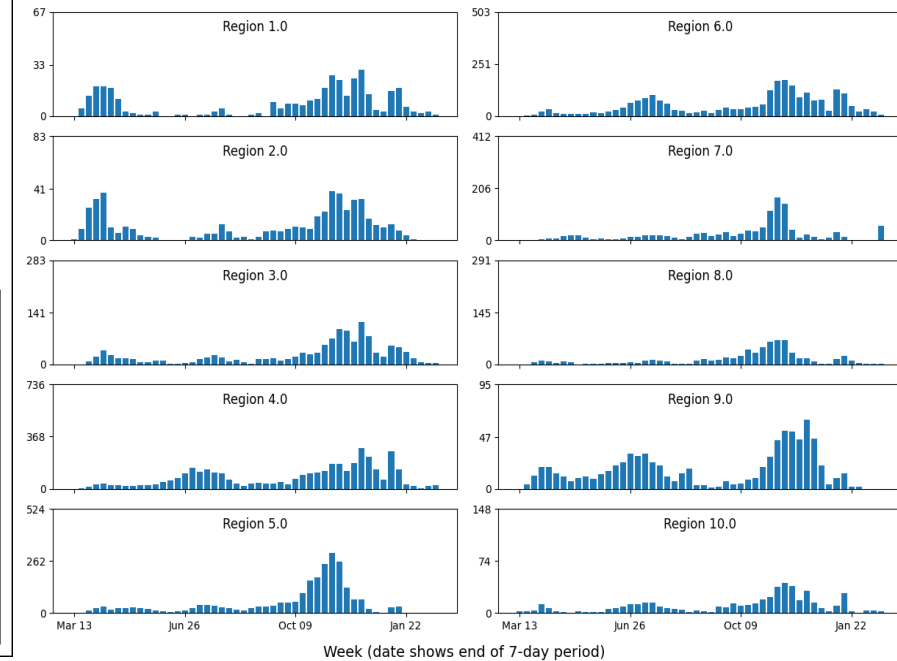 67
33
0
Region 1.0
503
251
0
Region 6.0
83
41
0
Region 2.0
412
206
0
Region 7.0
283
141
0
Region 3.0
291
145
0
Region 8.0
736
368
0
Region 4.0
95
47
0
Region 9.0
524
262
0
Region 5.0
148
74
0
Region 10.0
Mar 13 Jun 26 Oct 09 Jan 22
Mar 13 Jun 26 Oct 09 Jan 22
Week (date shows end of 7-day period)